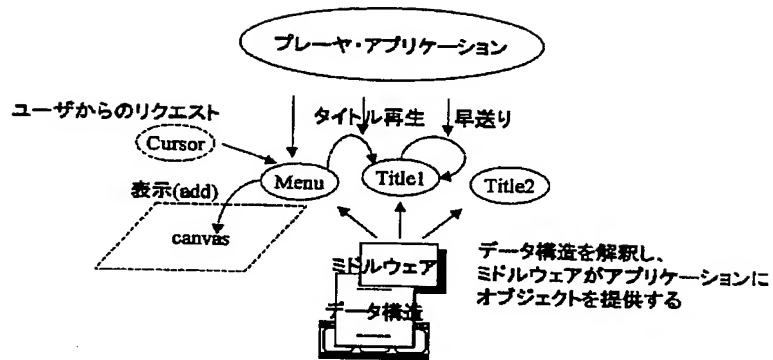 プレーヤ・アプリケーション
ユーザからのリクエスト
タイトル再生
早送り
Cursor
Menu
Title1
Title2
表示(add)
canvas
ミドルウェア
データ構造
データ構造を解釈し、
ミドルウェアがアプリケーションに
オブジェクトを提供する